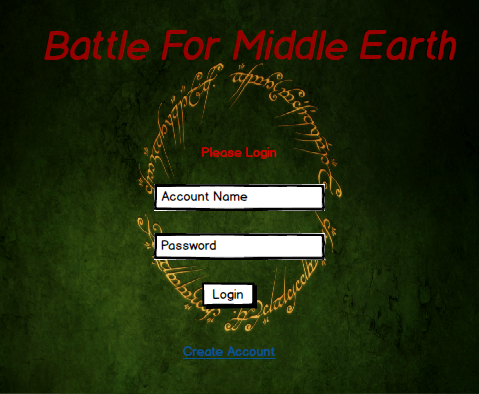 Battle For Middle Earth
Please Login
Account Name
Password
Login
Create Account